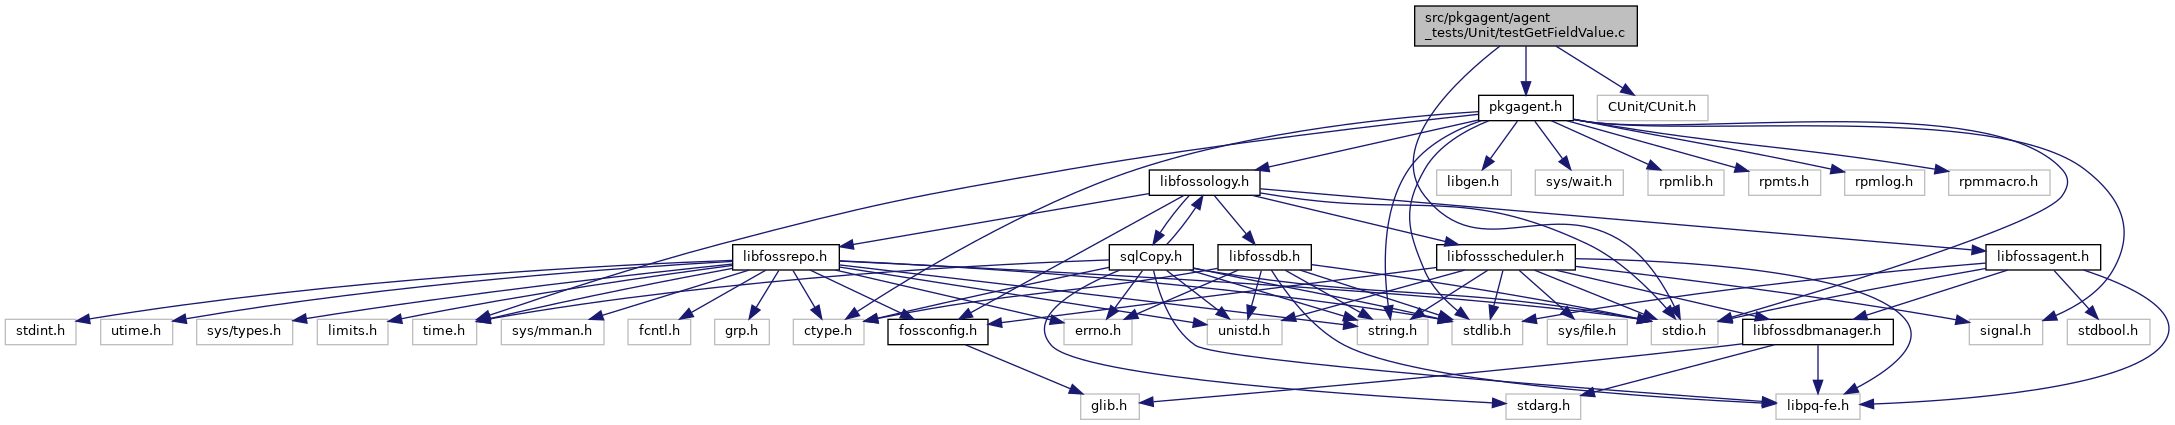 src/pkgagent/agent
_tests/Unit/testGetFieldValue.c
pkgagent.h
CUnit/CUnit.h
libfossology.h
libgen.h
sys/wait.h
rpmlib.h
rpmts.h
rpmlog.h
rpmmacro.h
libfossrepo.h
sqlCopy.h
libfossdb.h
libfossscheduler.h
libfossagent.h
stdint.h
utime.h
sys/types.h
limits.h
time.h
sys/mman.h
fcntl.h
grp.h
ctype.h
fossconfig.h
errno.h
unistd.h
string.h
stdlib.h
sys/file.h
stdio.h
libfossdbmanager.h
signal.h
stdbool.h
glib.h
stdarg.h
libpq-fe.h